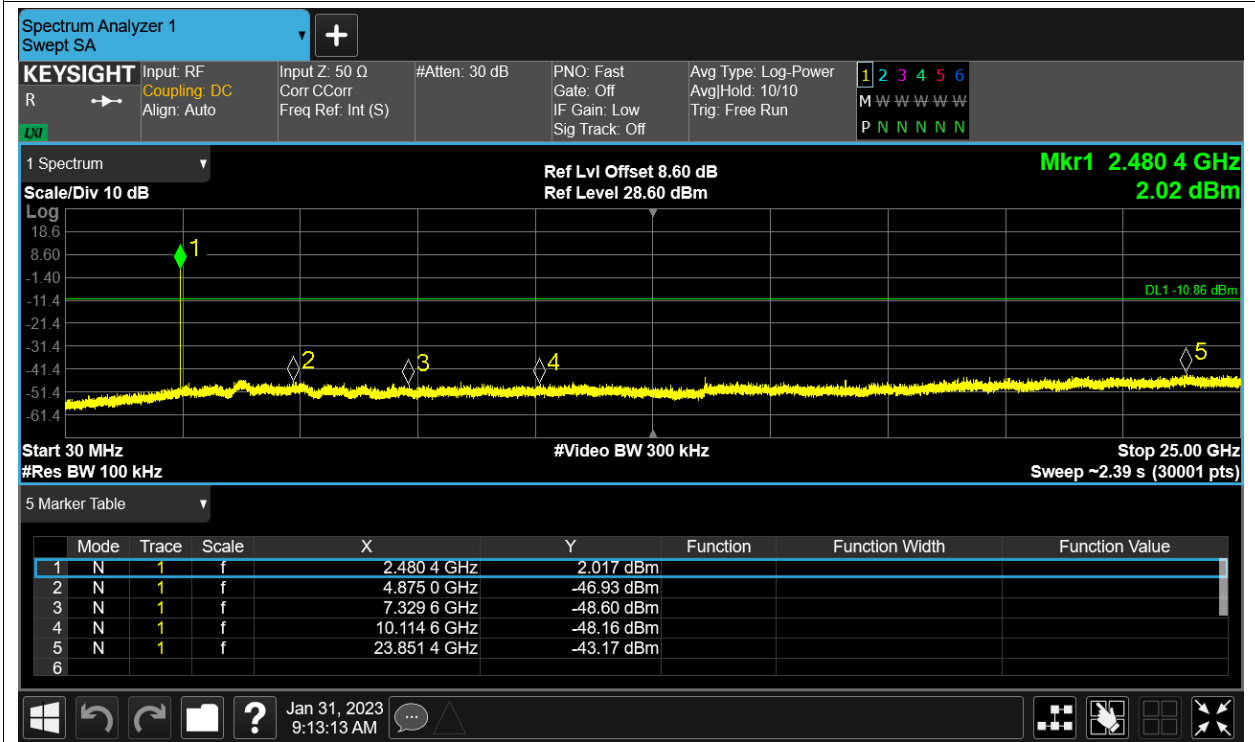 Spectrum Analyzer 1
Swept SA
KEYSIGHT
R
LXI
Input: RF
Coupling: DC
Align: Auto
Input Z: 50 Ω
Corr CCorr
Freq Ref: Int (S)
#Atten: 30 dB
PNO: Fast
Gate: Off
IF Gain: Low
Sig Track: Off
Avg Type: Log-Power
Avg|Hold: 10/10
Trig: Free Run
1 2 3 4 5 6
M W W W W W
P N N N N N
1 Spectrum
Scale/Div 10 dB
Ref Lvl Offset 8.60 dB
Ref Level 28.60 dBm
Mkr1 2.480 4 GHz
2.02 dBm
Log
18.6
8.60
-1.40
-11.4
-21.4
-31.4
-41.4
-51.4
-61.4
1
2
3
4
5
DL1 -10.86 dBm
Start 30 MHz
#Res BW 100 kHz
#Video BW 300 kHz
Stop 25.00 GHz
Sweep ~2.39 s (30001 pts)
5 Marker Table
Mode Trace Scale X Y Function Function Width Function Value
1 N 1 f 2.480 4 GHz 2.017 dBm
2 N 1 f 4.875 0 GHz -46.93 dBm
3 N 1 f 7.329 6 GHz -48.60 dBm
4 N 1 f 10.114 6 GHz -48.16 dBm
5 N 1 f 23.851 4 GHz -43.17 dBm
6
?
Jan 31, 2023
9:13:13 AM